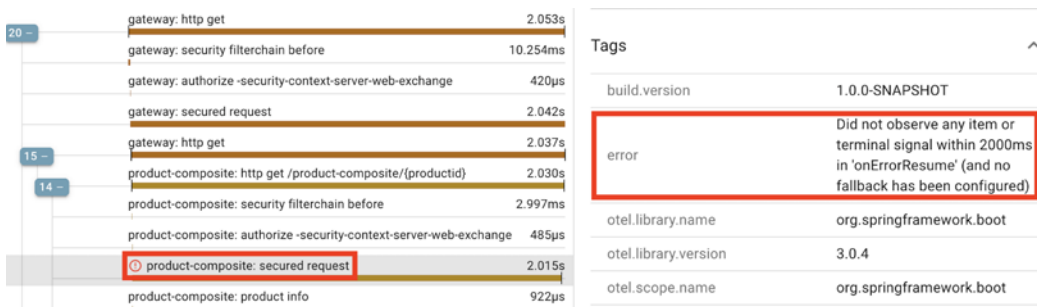 20 –
gateway: http get 2.053s
gateway: security filterchain before 10.254ms
gateway: authorize -security-context-server-web-exchange 420µs
gateway: secured request 2.042s
15 –
gateway: http get 2.037s
14 –
product-composite: http get /product-composite/{productid} 2.030s
product-composite: security filterchain before 2.997ms
product-composite: authorize -security-context-server-web-exchange 485µs
product-composite: secured request 2.015s
product-composite: product info 922µs
Tags
build.version 1.0.0-SNAPSHOT
error
Did not observe any item or
terminal signal within 2000ms
in 'onErrorResume' (and no
fallback has been configured)
otel.library.name org.springframework.boot
otel.library.version 3.0.4
otel.scope.name org.springframework.boot